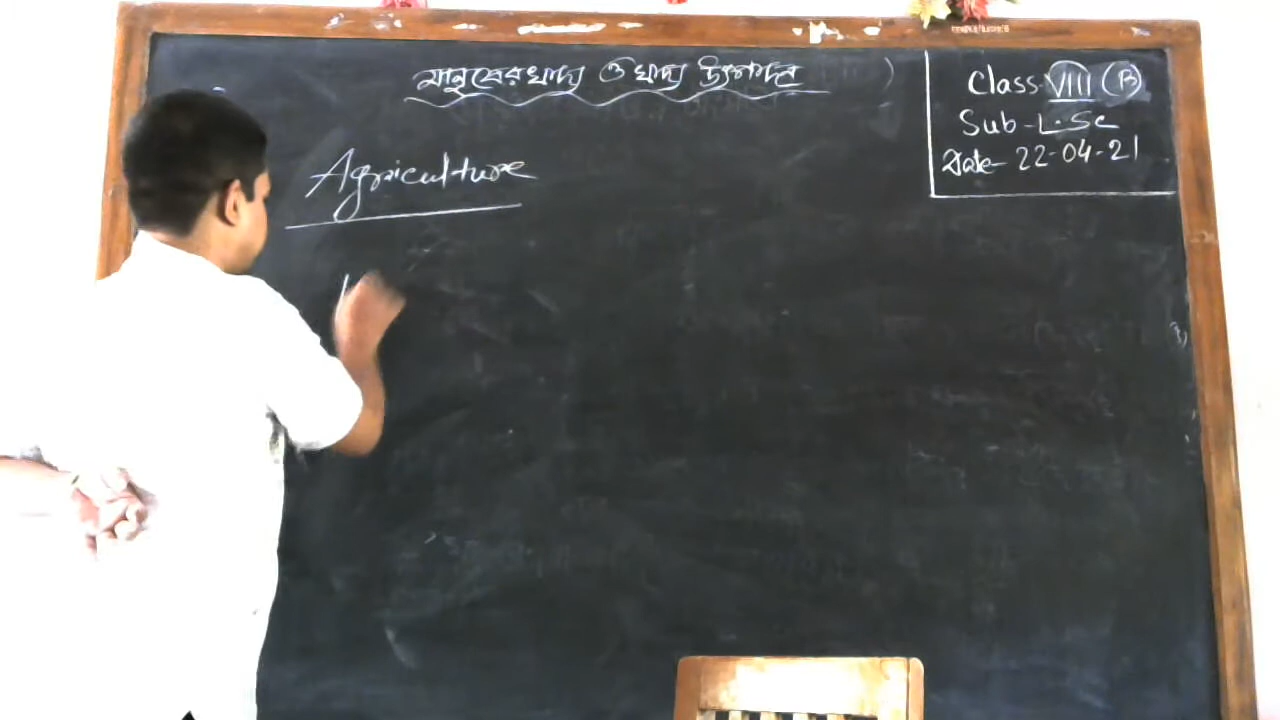 মানুষের খাদ্য ও খাদ্য উৎপাদন
Class-VIII (B)
Sub-L.Sc
Date-22-04-21
Agriculture